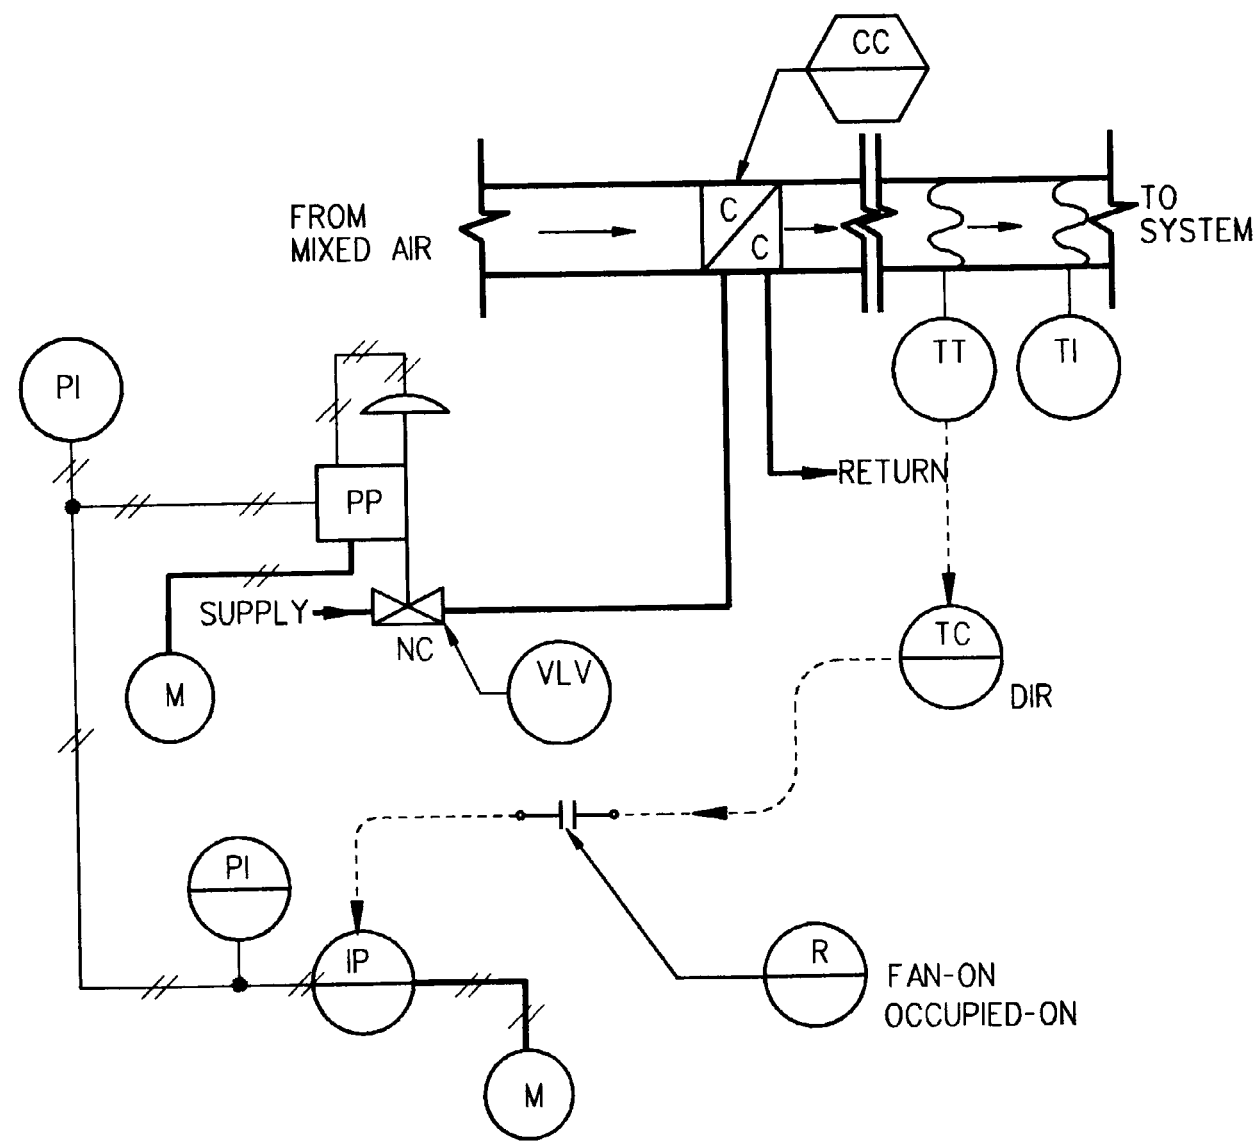 CC
FROM
MIXED AIR
C
C
TO
SYSTEM
TT
TI
PI
RETURN
PP
SUPPLY
NC
VLV
TC
DIR
M
PI
IP
R
FAN-ON
OCCUPIED-ON
M